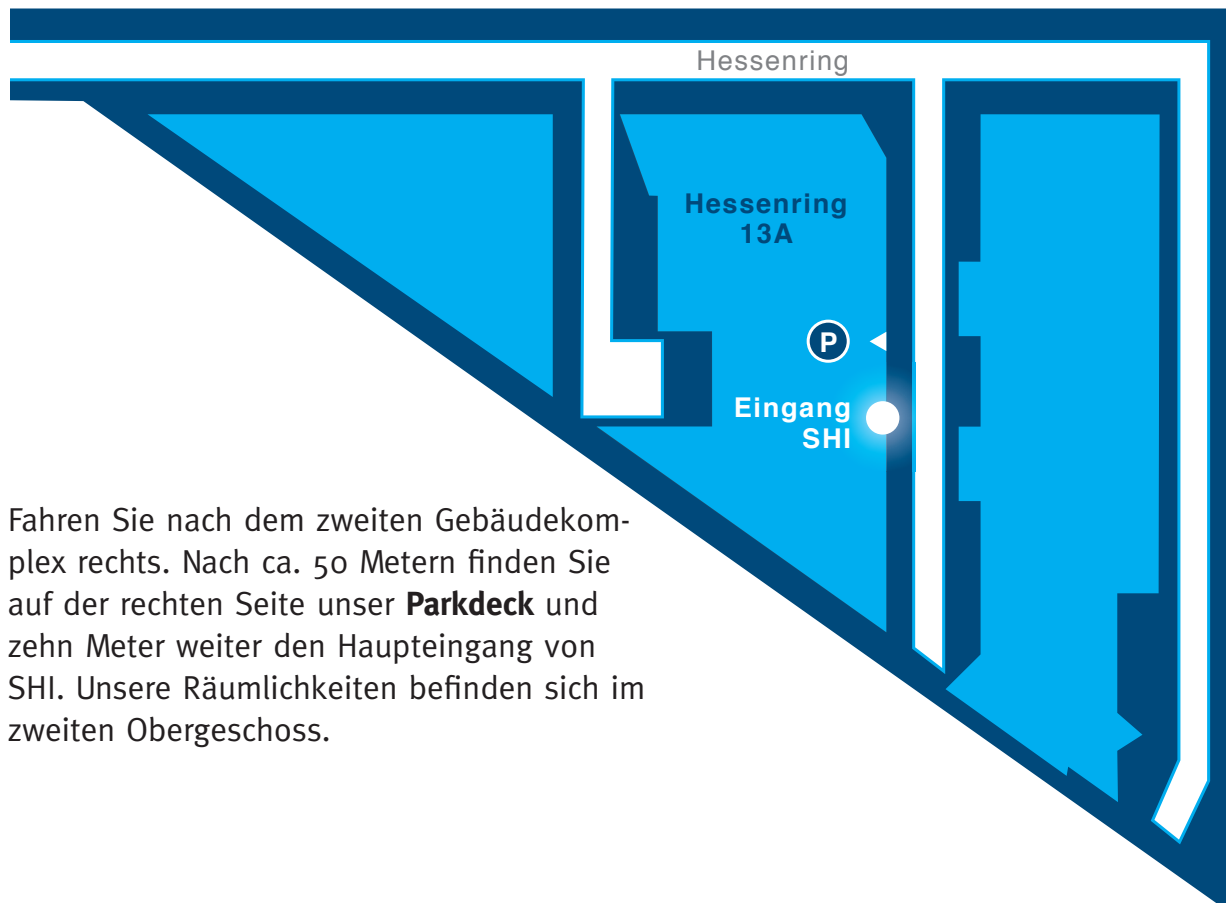 Hessenring
Hessenring
13A
P
Eingang
SHI
Fahren Sie nach dem zweiten Gebäudekom-
plex rechts. Nach ca. 50 Metern finden Sie
auf der rechten Seite unser Parkdeck und
zehn Meter weiter den Haupteingang von
SHI. Unsere Räumlichkeiten befinden sich im
zweiten Obergeschoss.